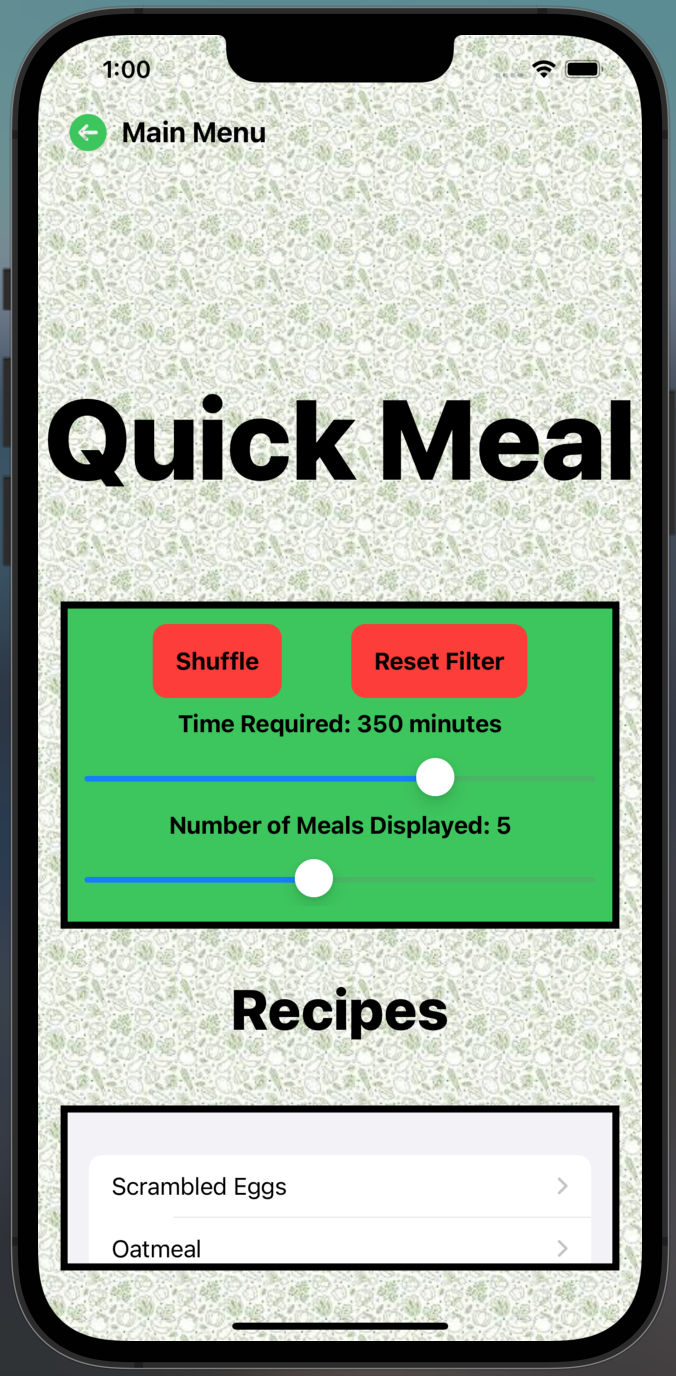 1:00
Main Menu
Quick Meal
Shuffle
Reset Filter
Time Required: 350 minutes
Number of Meals Displayed: 5
Recipes
Scrambled Eggs
Oatmeal